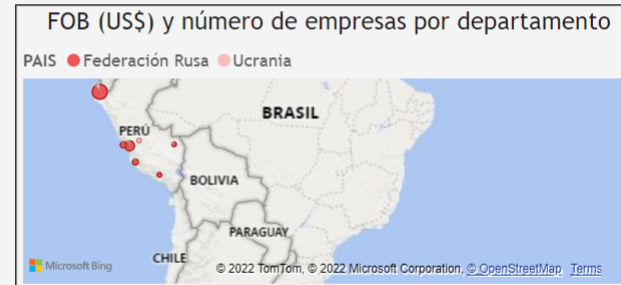 FOB (US$) y número de empresas por departamento
PAIS Federación Rusa Ucrania
BRASIL
PERÚ
BOLIVIA
PARAGUAY
CHILE
Microsoft Bing
© 2022 TomTom, © 2022 Microsoft Corporation, © OpenStreetMap Terms